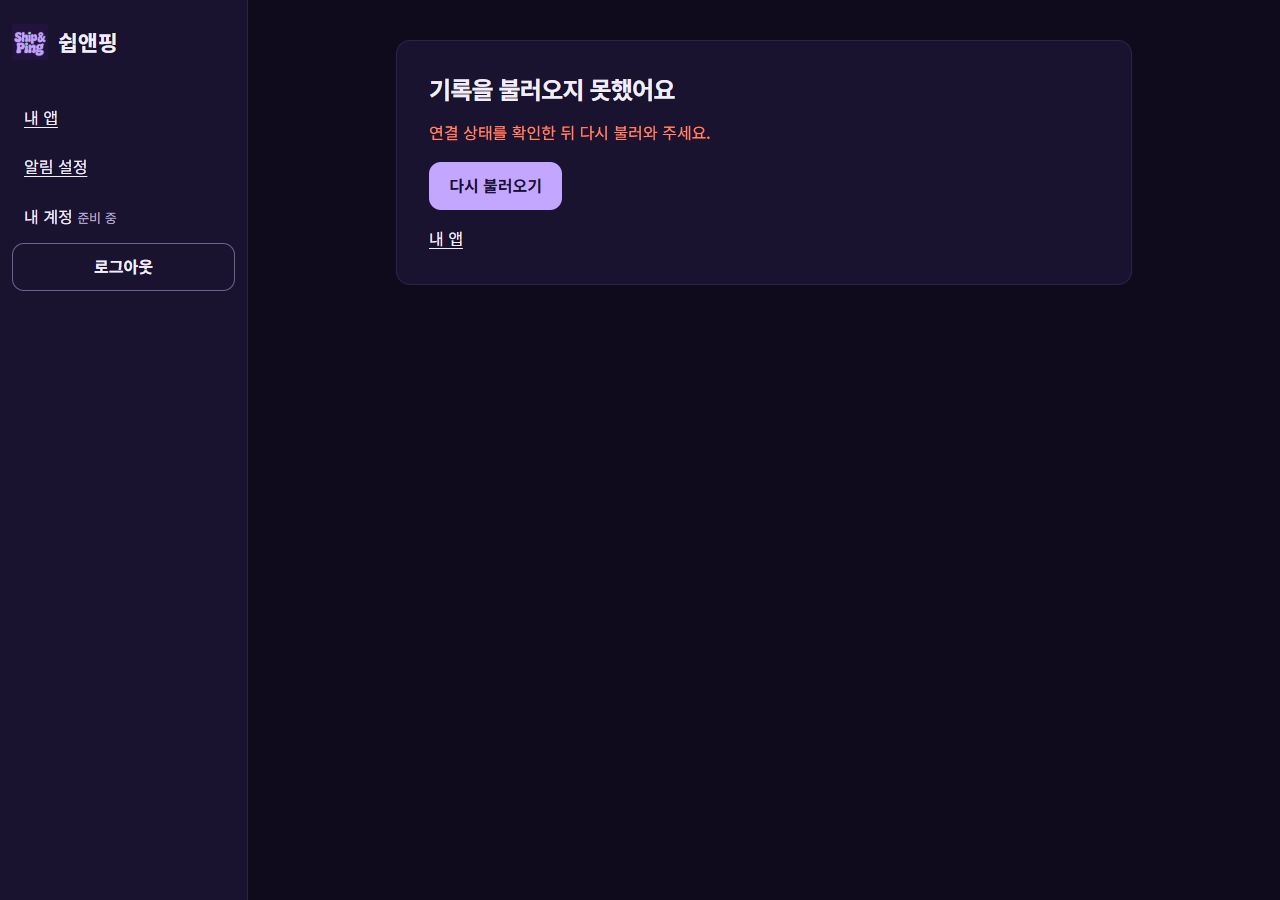 Ship&
Ping
쉽앤핑
내 앱
알림 설정
내 계정 준비 중
로그아웃
기록을 불러오지 못했어요
연결 상태를 확인한 뒤 다시 불러와 주세요.
다시 불러오기
내 앱